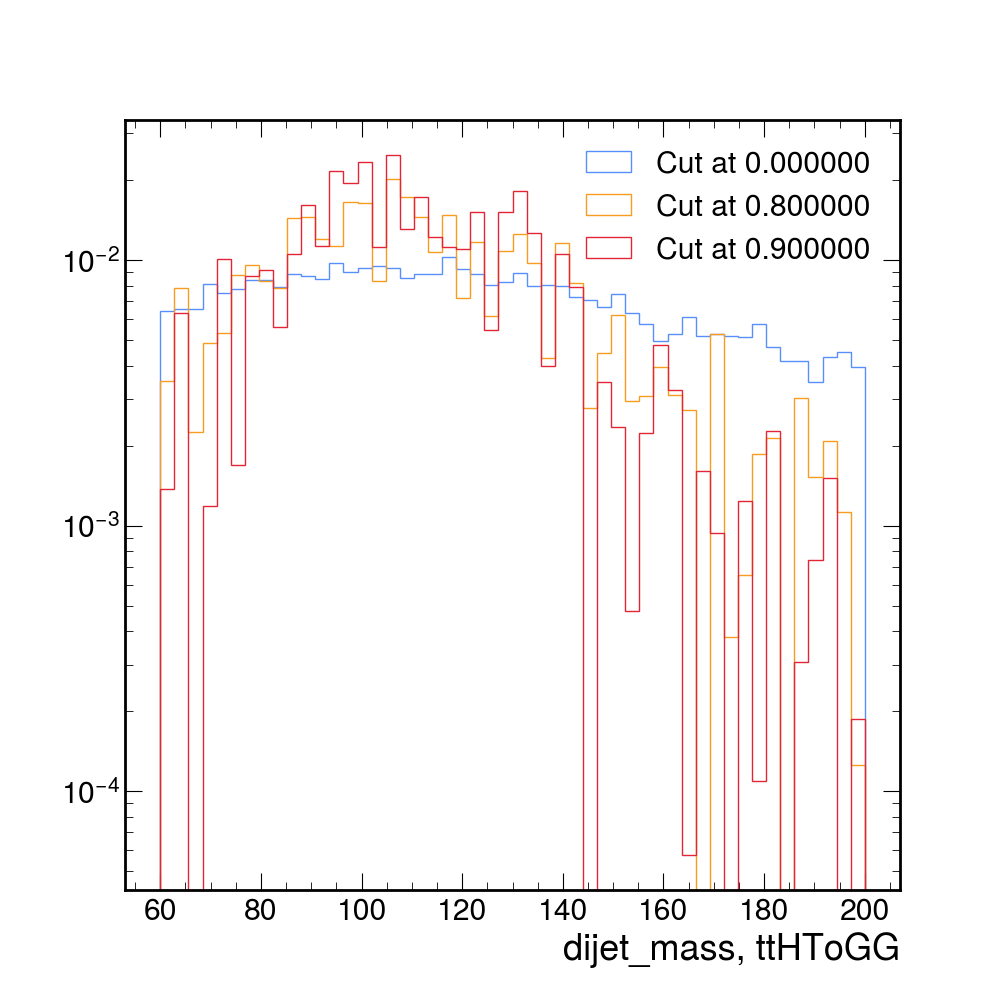 Cut at 0.000000
Cut at 0.800000
Cut at 0.900000
10⁻²
10⁻³
10⁻⁴
60 80 100 120 140 160 180 200
dijet_mass, ttHToGG